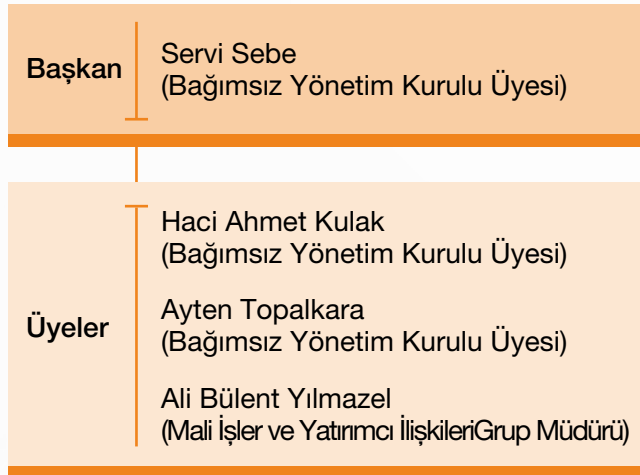 Başkan
Servi Sebe
(Bağımsız Yönetim Kurulu Üyesi)
Üyeler
Haci Ahmet Kulak
(Bağımsız Yönetim Kurulu Üyesi)
Ayten Topalkara
(Bağımsız Yönetim Kurulu Üyesi)
Ali Bülent Yılmazel
(Mali İşler ve Yatırımcı İlişkileriGrup Müdürü)